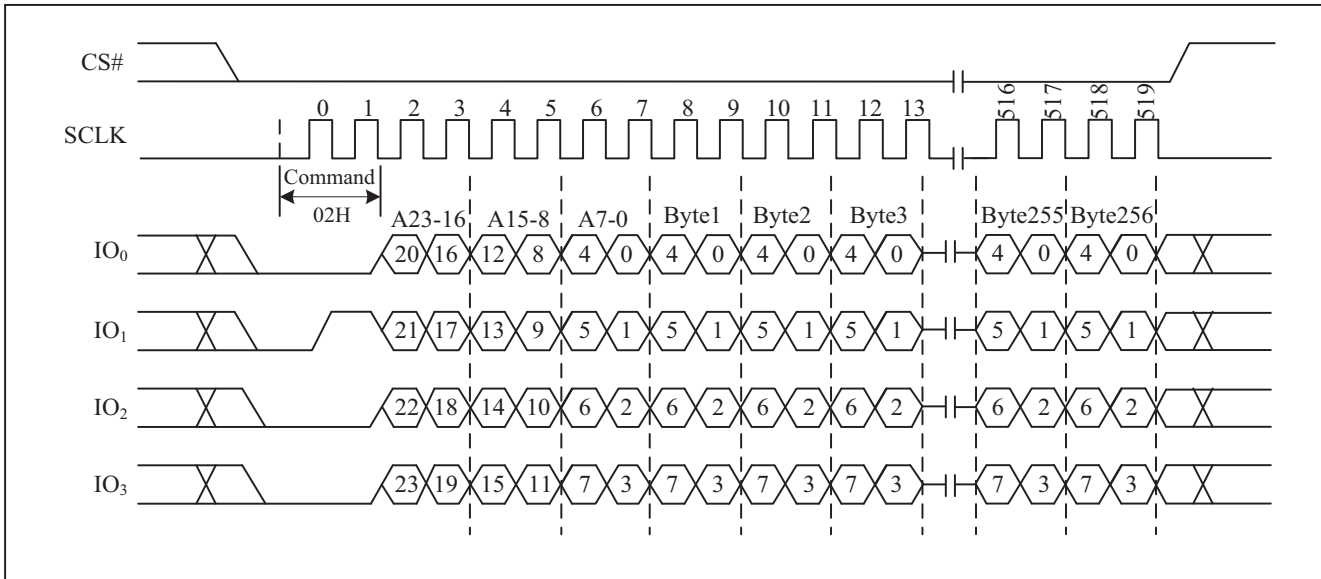 CS#
0 1 2 3 4 5 6 7 8 9 10 11 12 13 516 517 518 519
SCLK
Command
02H
A23-16 A15-8 A7-0 Byte1 Byte2 Byte3 Byte255 Byte256
IO0 20 16 12 8 4 0 4 0 4 0 4 0 4 0 4 0
IO1 21 17 13 9 5 1 5 1 5 1 5 1 5 1 5 1
IO2 22 18 14 10 6 2 6 2 6 2 6 2 6 2 6 2
IO3 23 19 15 11 7 3 7 3 7 3 7 3 7 3 7 3